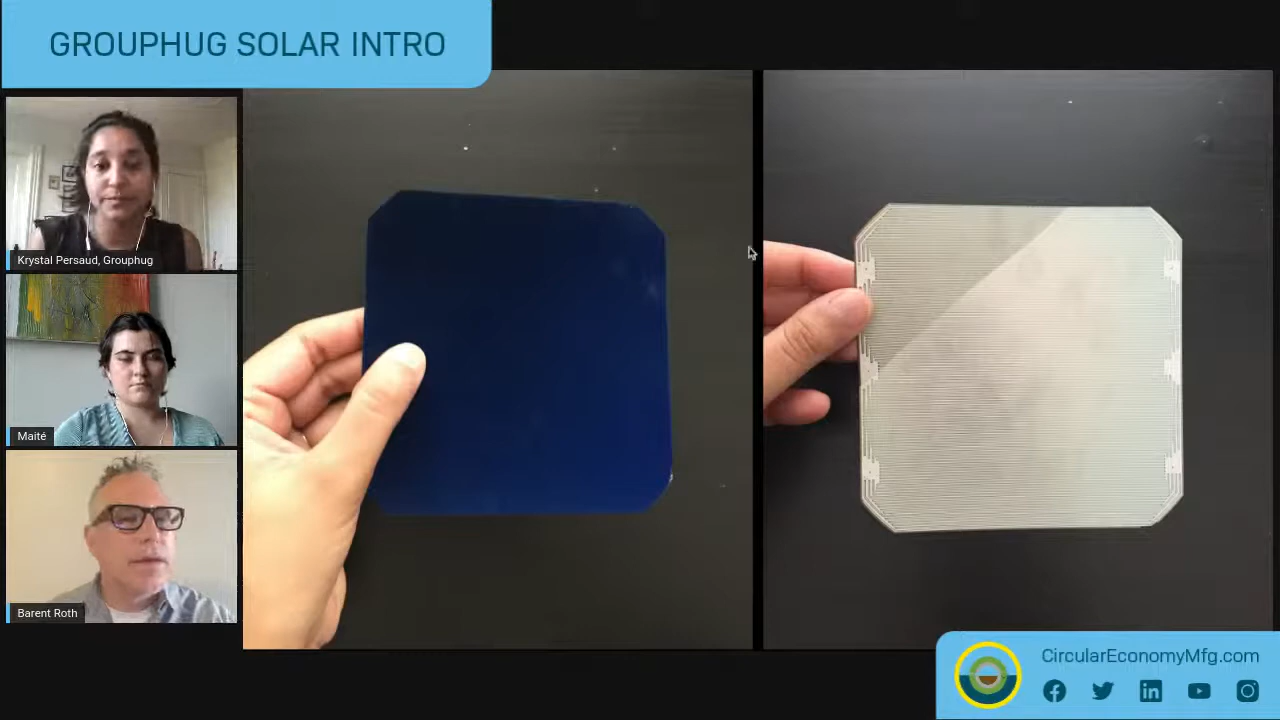 GROUPHUG SOLAR INTRO
Krystal Persaud, Grouphug
Maité
Barent Roth
CircularEconomyMfg.com